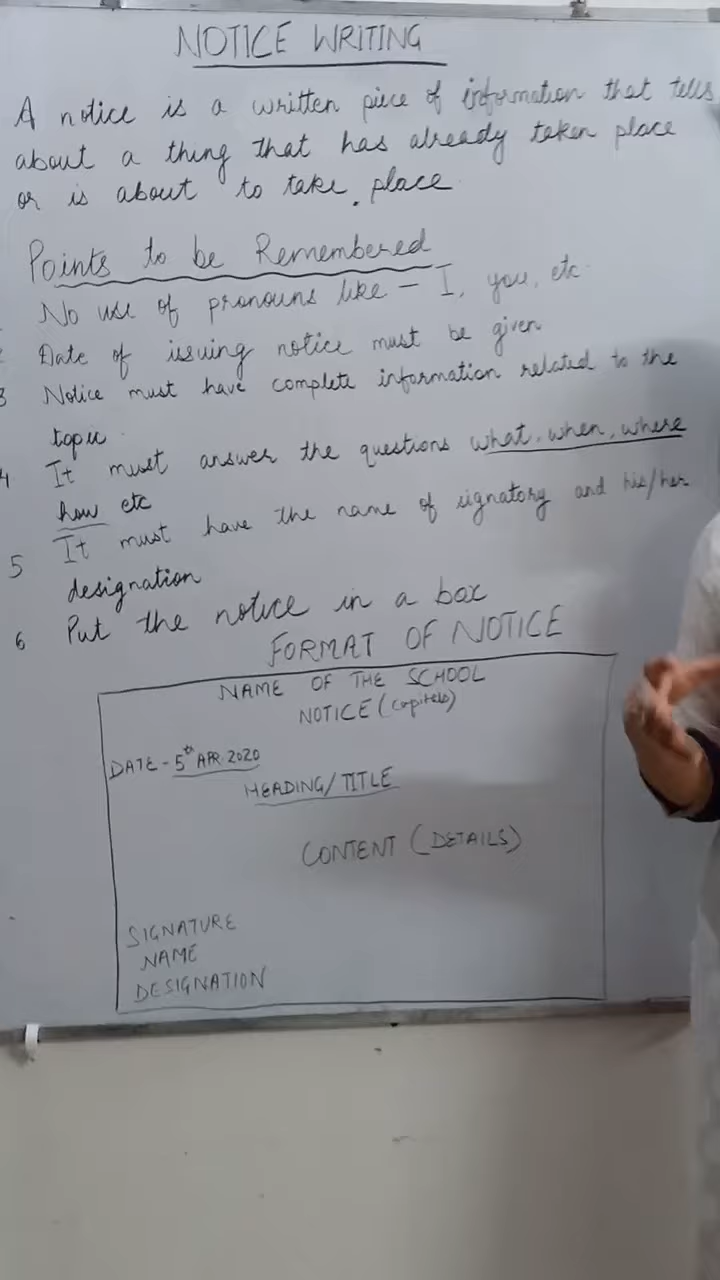 NOTICE WRITING
A notice is a written piece of information that tells
about a thing that has already taken place
or is about to take place
Points to be Remembered
No use of pronouns like - I, you, etc.
2 Date of issuing notice must be given
3 Notice must have complete information related to the
topic.
4 It must answer the questions what, when, where
how etc
5 It must have the name of signatory and his/her
designation
6 Put the notice in a box
FORMAT OF NOTICE
NAME OF THE SCHOOL
NOTICE (Capitals)
DATE - 5th APR 2020
HEADING/TITLE
CONTENT (DETAILS)
SIGNATURE
NAME
DESIGNATION